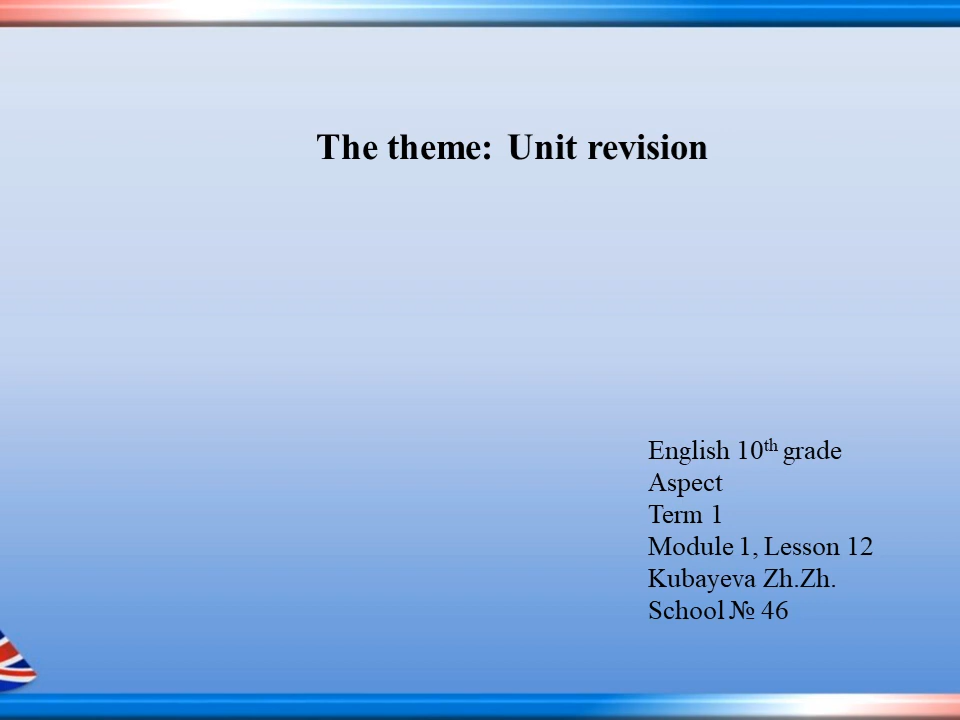 The theme: Unit revision
English 10th grade
Aspect
Term 1
Module 1, Lesson 12
Kubayeva Zh.Zh.
School № 46